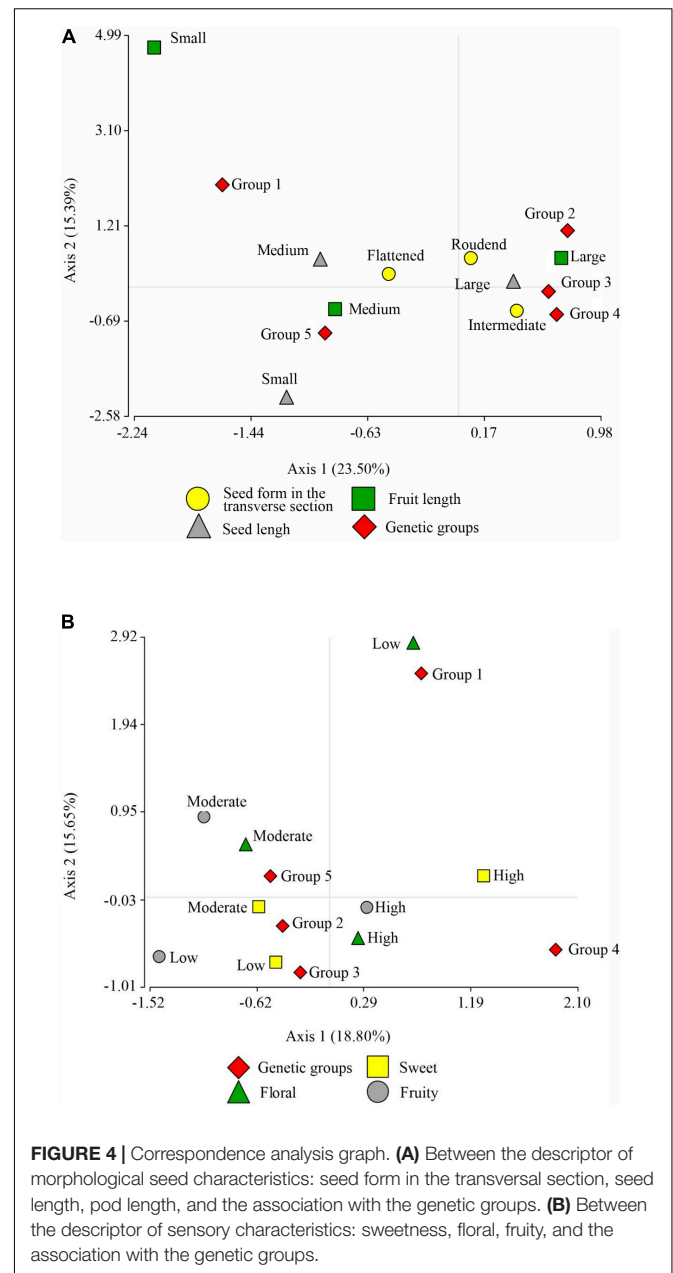 A
4.99
Small
3.10
Group 1
Axis 2 (15.39%)
1.21
Group 2
Medium
Flattened
Roudend
Large
Large
Group 3
-0.69
Medium
Intermediate
Group 4
Group 5
Small
-2.58
-2.24
-1.44
-0.63
0.17
0.98
Axis 1 (23.50%)
Seed form in the
transverse section
Fruit length
Seed lengh
Genetic groups
B
2.92
Low
Group 1
1.94
Axis 2 (15.65%)
0.95
Moderate
Moderate
Group 5
High
-0.03
Moderate
High
Group 2
High
Low
Low
Group 3
Group 4
-1.01
-1.52
-0.62
0.29
1.19
2.10
Axis 1 (18.80%)
Genetic groups
Sweet
Floral
Fruity
FIGURE 4 | Correspondence analysis graph. (A) Between the descriptor of
morphological seed characteristics: seed form in the transversal section, seed
length, pod length, and the association with the genetic groups. (B) Between
the descriptor of sensory characteristics: sweetness, floral, fruity, and the
association with the genetic groups.